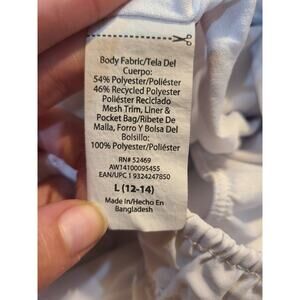 Body Fabric/Tela Del
Cuerpo:
54% Polyester/Poliéster
46% Recycled Polyester
Poliéster Reciclado
Mesh Trim, Liner &
Pocket Bag/Ribete De
Malla, Forro Y Bolsa Del
Bolsillo:
100% Polyester/Poliéster
RN# 52469
AW14100095455
EAN/UPC 1 9324247850
L (12-14)
Made In/Hecho En
Bangladesh